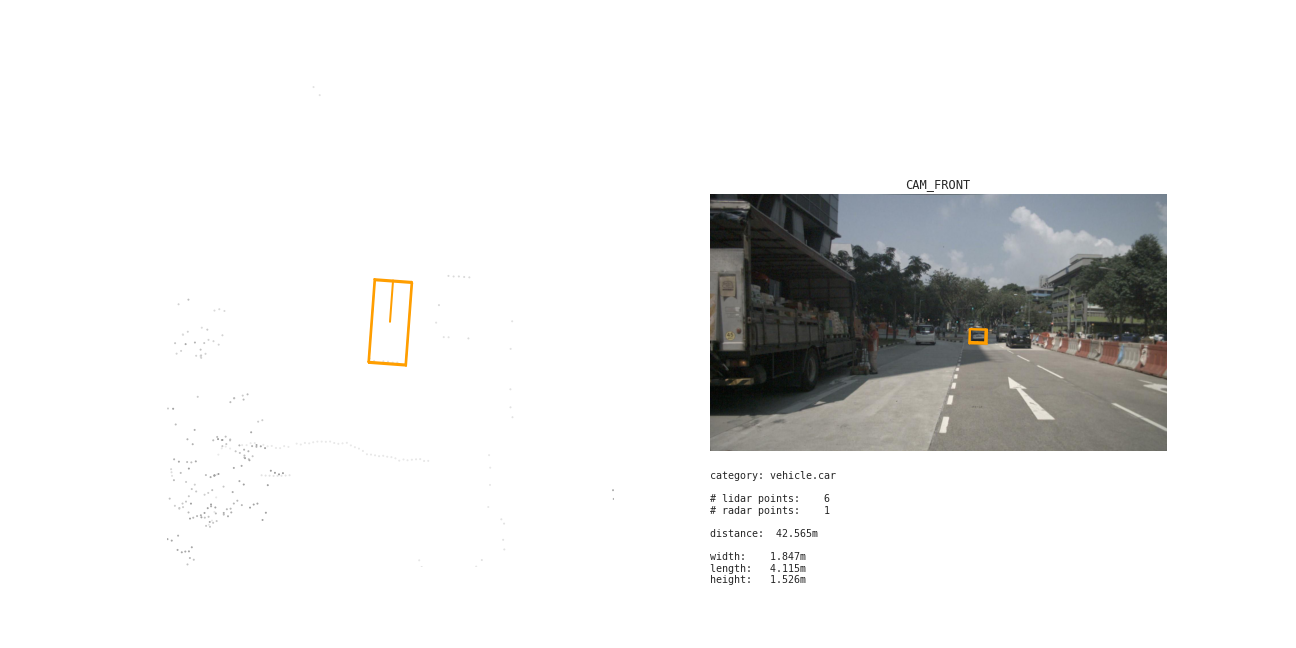 CAM_FRONT
category: vehicle.car
# lidar points:    6
# radar points:    1
distance:  42.565m
width:    1.847m
length:   4.115m
height:   1.526m